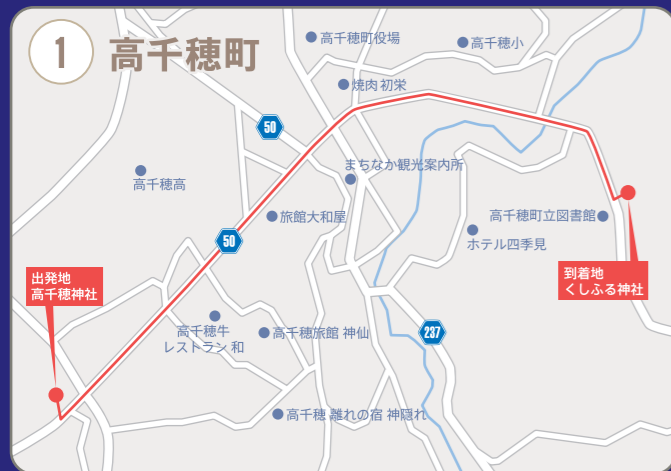 1 高千穂町
高千穂町役場
高千穂小
焼肉 初栄
50
まちなか観光案内所
高千穂高
旅館大和屋
高千穂町立図書館
50
ホテル四季見
出発地
高千穂神社
到着地
くしふる神社
高千穂牛
レストラン 和
高千穂旅館 神仙
237
高千穂 離れの宿 神隠れ